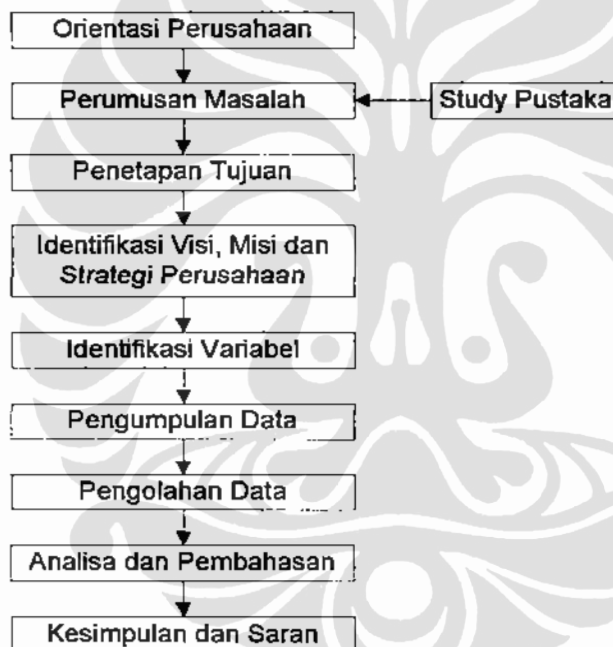 Orientasi Perusahaan
Perumusan Masalah
Study Pustaka
Penetapan Tujuan
Identifikasi Visi, Misi dan
Strategi Perusahaan
Identifikasi Variabel
Pengumpulan Data
Pengolahan Data
Analisa dan Pembahasan
Kesimpulan dan Saran